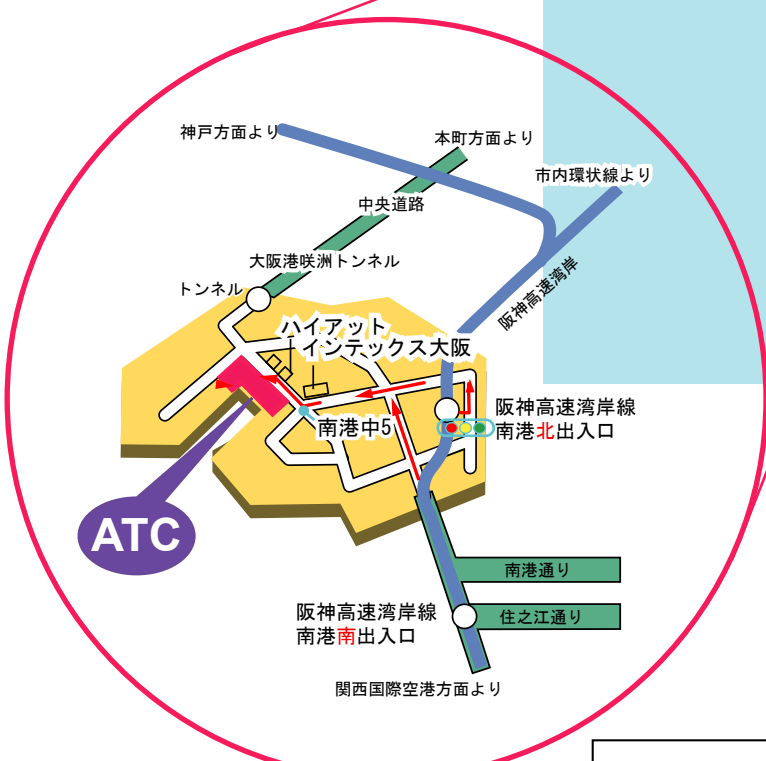 神戸方面より
本町方面より
市内環状線より
中央道路
大阪港咲洲トンネル
トンネル
阪神高速湾岸
ハイアット
インテックス大阪
南港中5
阪神高速湾岸線
南港北出入口
ATC
南港通り
阪神高速湾岸線
南港南出入口
住之江通り
関西国際空港方面より